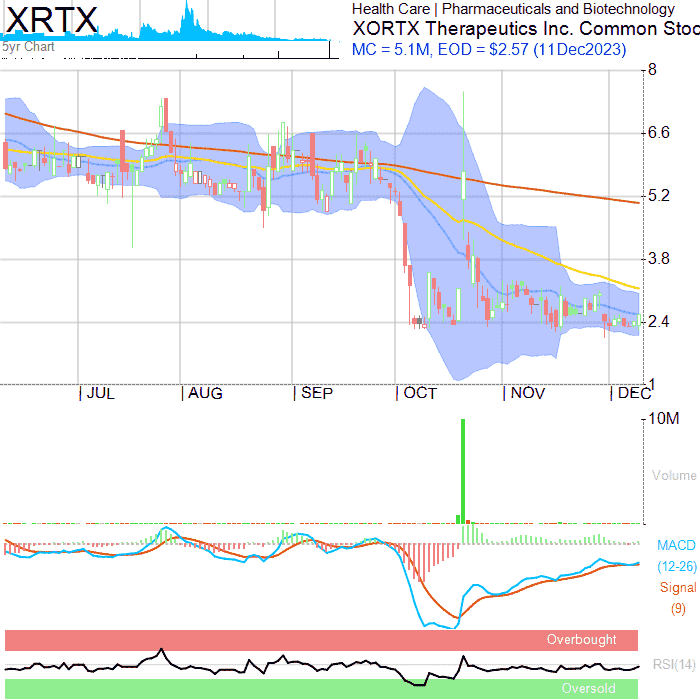 XRTX
5yr Chart
Health Care | Pharmaceuticals and Biotechnology
XORTX Therapeutics Inc. Common Stoc
MC = 5.1M, EOD = $2.57 (11Dec2023)
8
6.6
5.2
3.8
2.4
1
JUL AUG SEP OCT NOV DEC
10M
Volume
MACD
(12-26)
Signal
(9)
Overbought
RSI(14)
Oversold